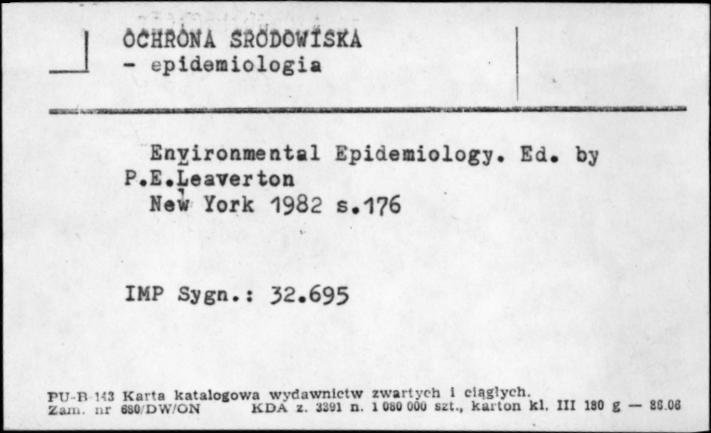 OCHRONA ŚRODOWISKA
- epidemiologia
Environmental Epidemiology. Ed. by
P.E.Leaverton
New York 1982 s.176
IMP Sygn.: 32.695
PU-B 143 Karta katalogowa wydawnictw zwartych i ciągłych.
Zam. nr 680/DW/ON KDA z. 3391 n. 1 080 000 szt., karton kl. III 180 g — 86.06